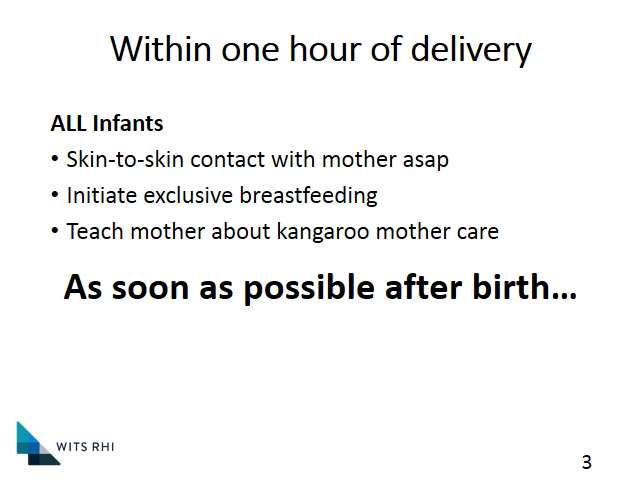 Within one hour of delivery
ALL Infants
• Skin-to-skin contact with mother asap
• Initiate exclusive breastfeeding
• Teach mother about kangaroo mother care
As soon as possible after birth…
WITS RHI
3